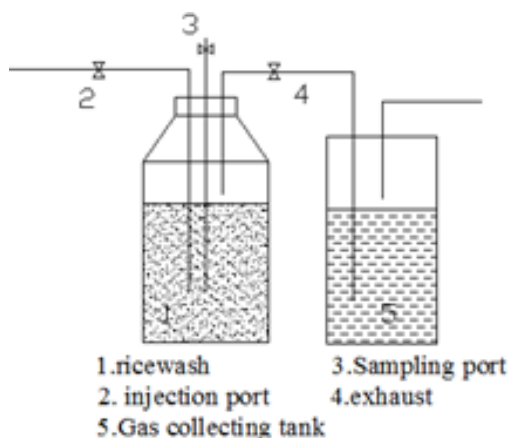 3
2
4
1
5
1.ricewash 3.Sampling port
2. injection port 4.exhaust
5.Gas collecting tank